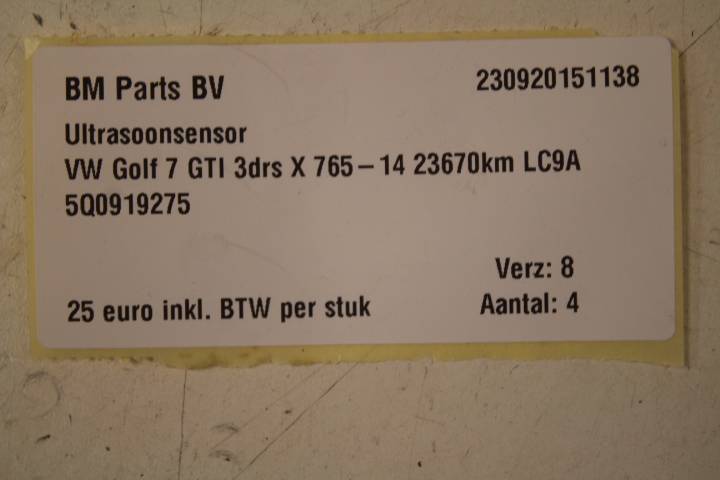 BM Parts BV 230920151138
Ultrasoonsensor
VW Golf 7 GTI 3drs X 765-14 23670km LC9A
5Q0919275
Verz: 8
25 euro inkl. BTW per stuk Aantal: 4